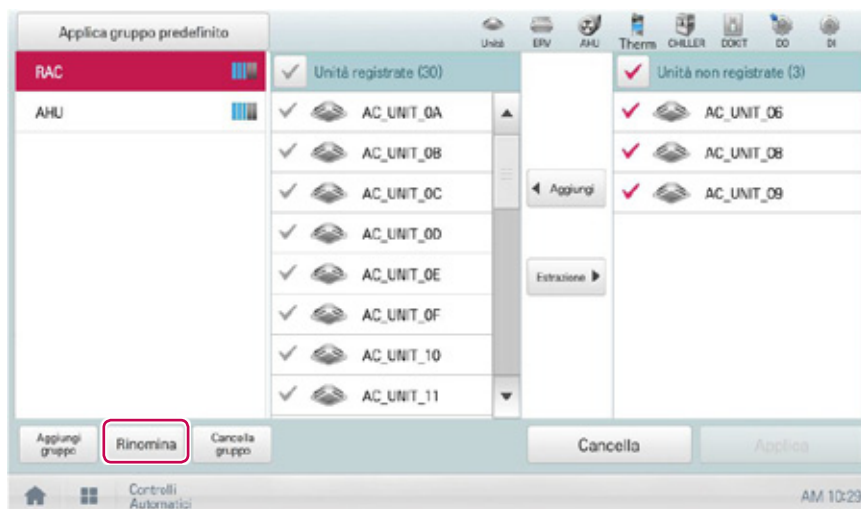 Applica gruppo predefinito
Unità
ERV
AHU
Therm
CHILLER
DOKIT
DO
DI
RAC
Unità registrate (30)
Unità non registrate (3)
AHU
AC_UNIT_0A
AC_UNIT_06
AC_UNIT_0B
AC_UNIT_08
AC_UNIT_0C
Aggiungi
AC_UNIT_09
AC_UNIT_0D
AC_UNIT_0E
Estrazione
AC_UNIT_0F
AC_UNIT_10
AC_UNIT_11
Aggiungi
gruppo
Rinomina
Cancella
gruppo
Cancella
Applica
Controlli
Automatici
AM 10:29